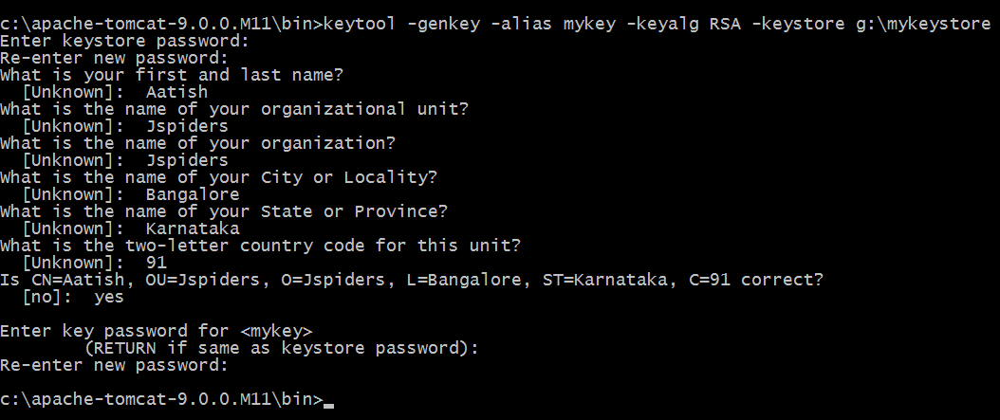 c:\apache-tomcat-9.0.0.M11\bin>keytool -genkey -alias mykey -keyalg RSA -keystore g:\mykeystore
Enter keystore password:
Re-enter new password:
What is your first and last name?
  [Unknown]:  Aatish
What is the name of your organizational unit?
  [Unknown]:  Jspiders
What is the name of your organization?
  [Unknown]:  Jspiders
What is the name of your City or Locality?
  [Unknown]:  Bangalore
What is the name of your State or Province?
  [Unknown]:  Karnataka
What is the two-letter country code for this unit?
  [Unknown]:  91
Is CN=Aatish, OU=Jspiders, O=Jspiders, L=Bangalore, ST=Karnataka, C=91 correct?
  [no]:  yes
Enter key password for <mykey>
        (RETURN if same as keystore password):
Re-enter new password:
c:\apache-tomcat-9.0.0.M11\bin>_